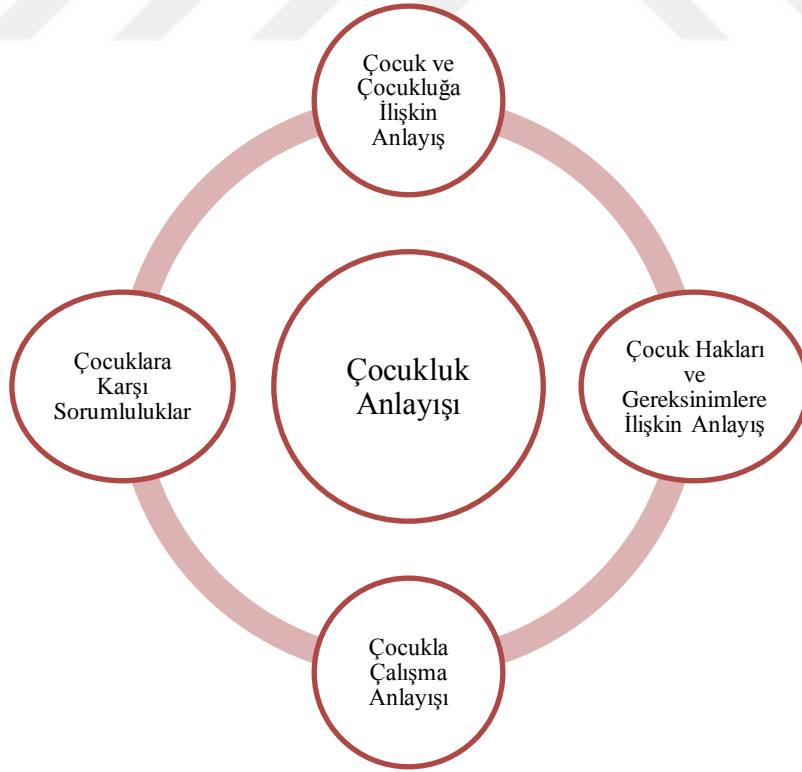 Çocuk ve
Çocukluğa
İlişkin
Anlayış
Çocuklara
Karşı
Sorumluluklar
Çocukluk
Anlayışı
Çocuk Hakları
ve
Gereksinimlere
İlişkin Anlayış
Çocukla
Çalışma
Anlayışı